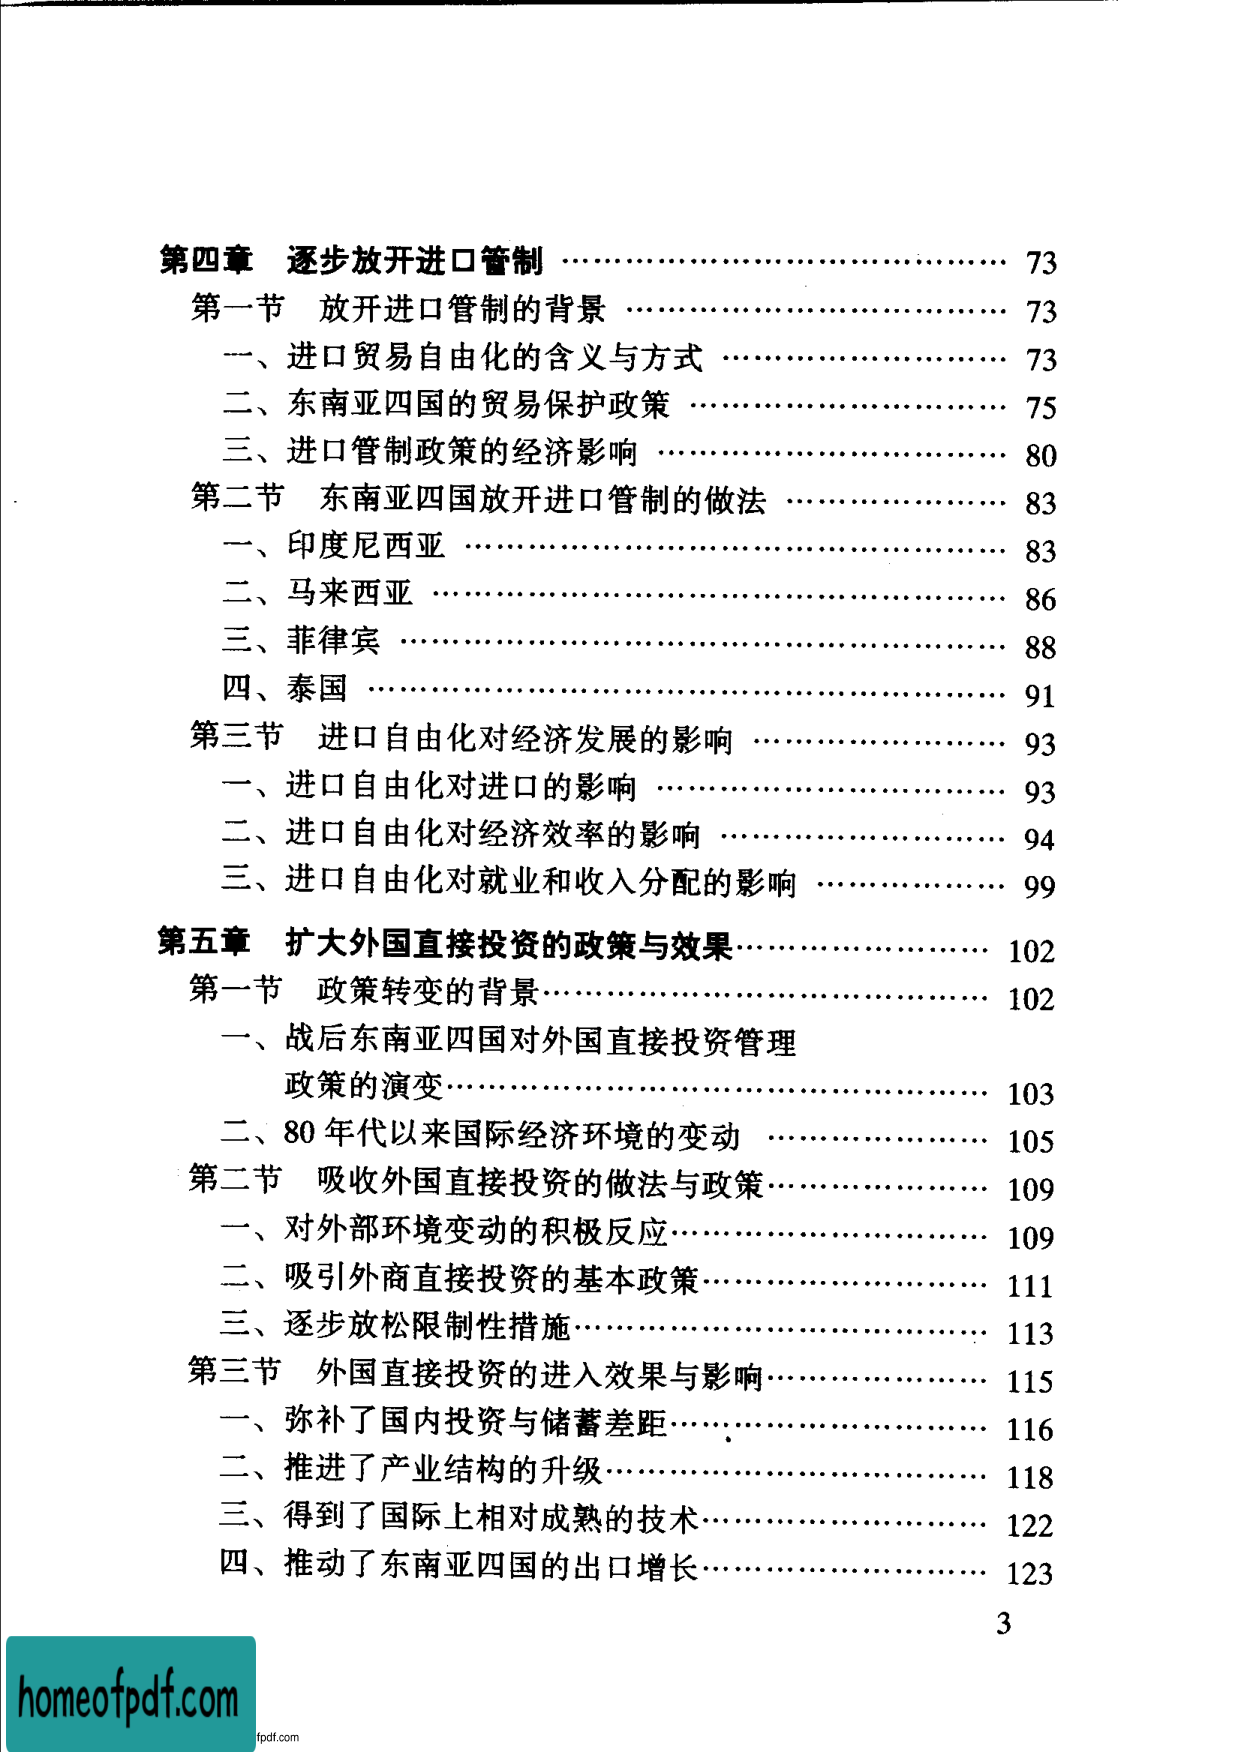 第四章 逐步放开进口管制 …………………………………… 73
第一节 放开进口管制的背景 ……………………………… 73
一、进口贸易自由化的含义与方式 ……………………… 73
二、东南亚四国的贸易保护政策 ………………………… 75
三、进口管制政策的经济影响 …………………………… 80
第二节 东南亚四国放开进口管制的做法 ………………… 83
一、印度尼西亚 …………………………………………… 83
二、马来西亚 ……………………………………………… 86
三、菲律宾 ………………………………………………… 88
四、泰国 …………………………………………………… 91
第三节 进口自由化对经济发展的影响 …………………… 93
一、进口自由化对进口的影响 …………………………… 93
二、进口自由化对经济效率的影响 ……………………… 94
三、进口自由化对就业和收入分配的影响 ……………… 99
第五章 扩大外国直接投资的政策与效果…………………… 102
第一节 政策转变的背景…………………………………… 102
一、战后东南亚四国对外国直接投资管理
政策的演变…………………………………………… 103
二、80年代以来国际经济环境的变动 ………………… 105
第二节 吸收外国直接投资的做法与政策………………… 109
一、对外部环境变动的积极反应………………………… 109
二、吸引外商直接投资的基本政策……………………… 111
三、逐步放松限制性措施………………………………… 113
第三节 外国直接投资的进入效果与影响………………… 115
一、弥补了国内投资与储蓄差距………………………… 116
二、推进了产业结构的升级……………………………… 118
三、得到了国际上相对成熟的技术……………………… 122
四、推动了东南亚四国的出口增长……………………… 123
3
homeofpdf.com
fpdf.com